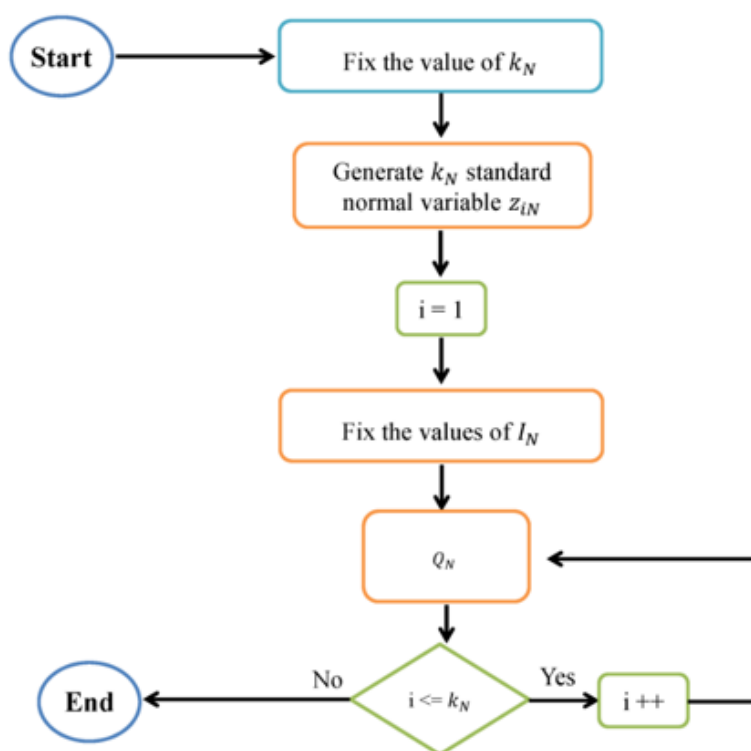 Start
Fix the value of k_N
Generate k_N standard
normal variable z_iN
i = 1
Fix the values of I_N
Q_N
No
i <= k_N
Yes
i ++
End